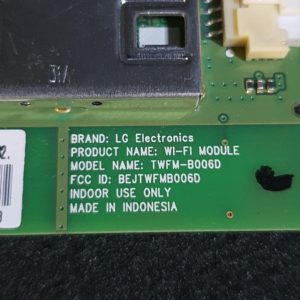 31/
BRAND: LG Electronics
PRODUCT NAME: WI-FI MODULE
MODEL NAME: TWFM-B006D
FCC ID: BEJTWFMB006D
INDOOR USE ONLY
MADE IN INDONESIA